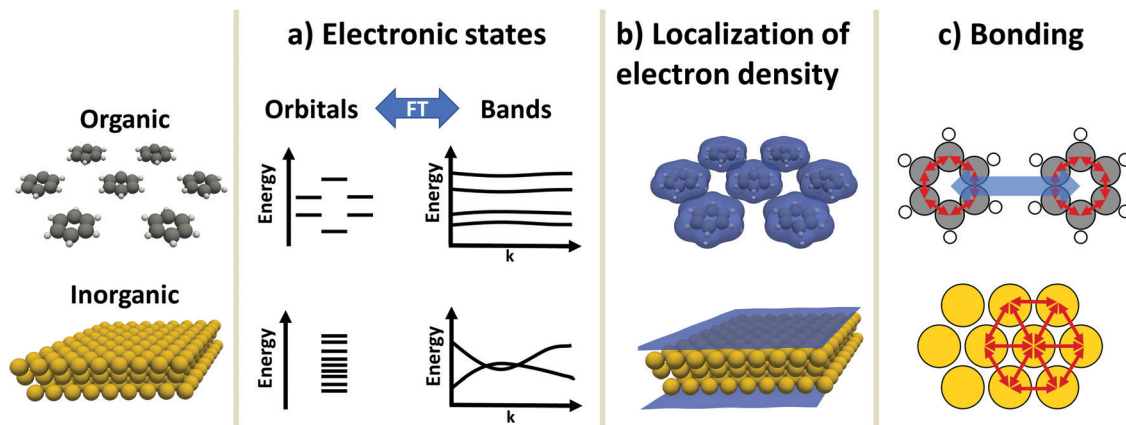 a) Electronic states
b) Localization of
electron density
c) Bonding
Organic
Orbitals
FT
Bands
Energy
Energy
k
Inorganic
Energy
Energy
k